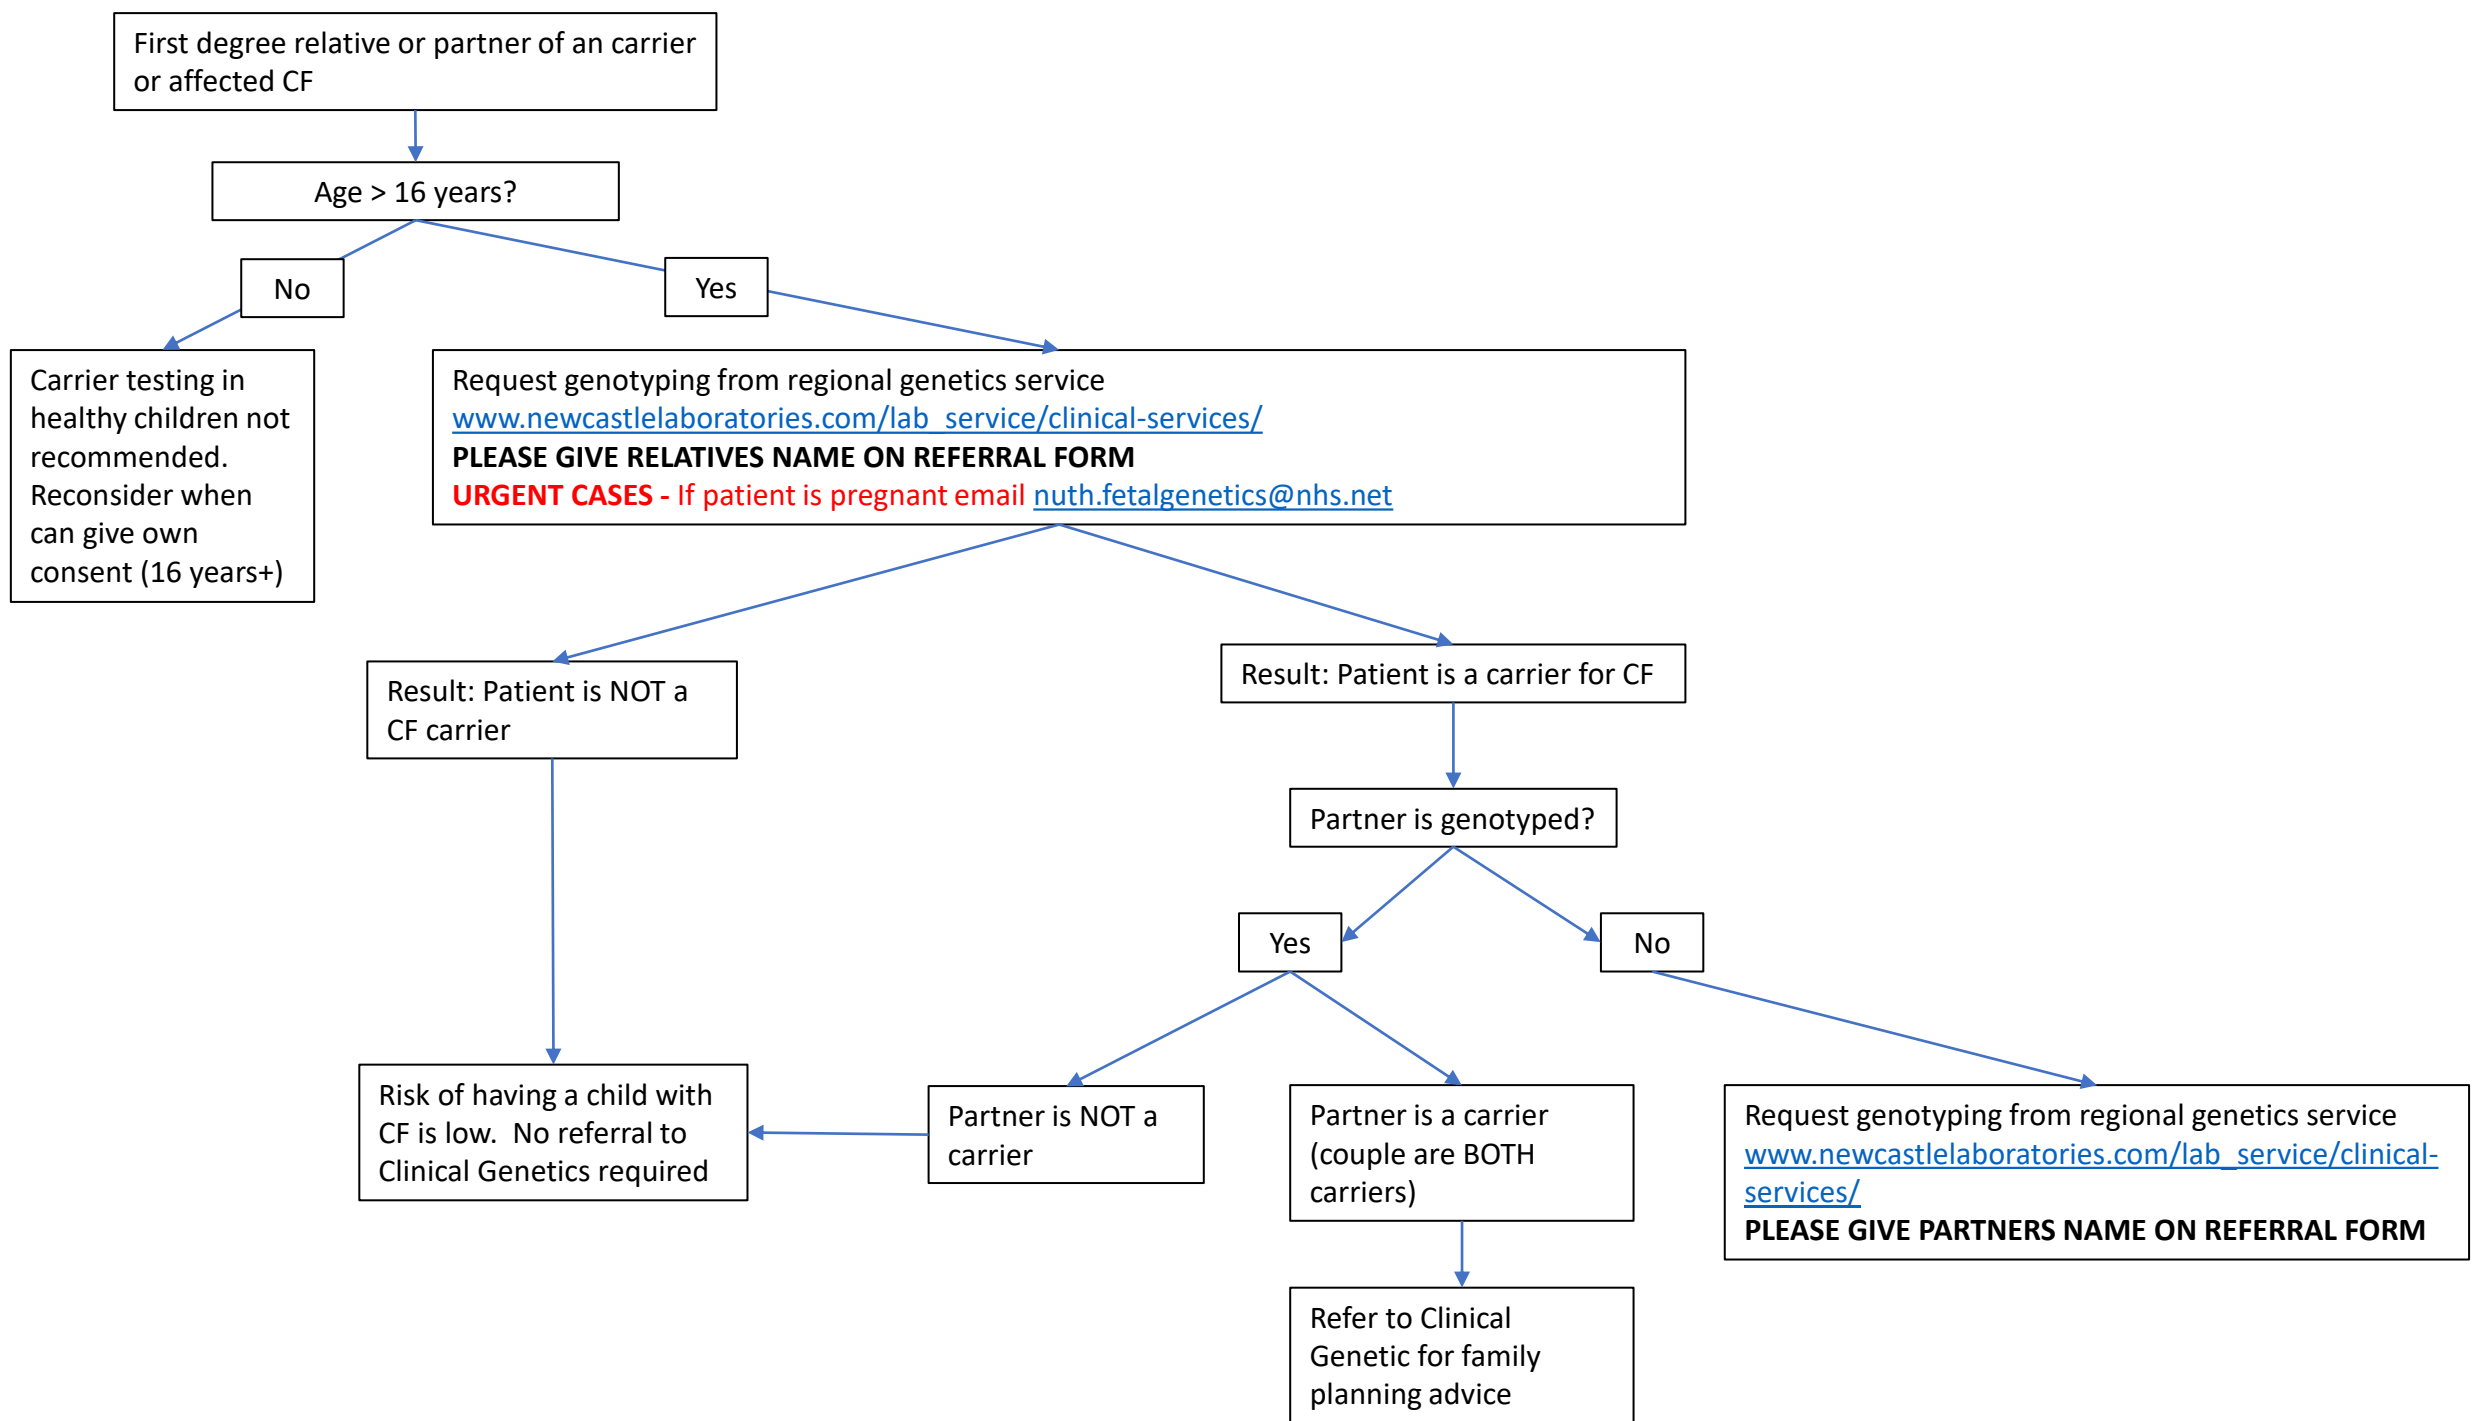 First degree relative or partner of an carrier
or affected CF
Age > 16 years?
No
Yes
Carrier testing in
healthy children not
recommended.
Reconsider when
can give own
consent (16 years+)
Request genotyping from regional genetics service
www.newcastlelaboratories.com/lab_service/clinical-services/
PLEASE GIVE RELATIVES NAME ON REFERRAL FORM
URGENT CASES - If patient is pregnant email nuth.fetalgenetics@nhs.net
Result: Patient is NOT a
CF carrier
Result: Patient is a carrier for CF
Partner is genotyped?
Yes
No
Risk of having a child with
CF is low.  No referral to
Clinical Genetics required
Partner is NOT a
carrier
Partner is a carrier
(couple are BOTH
carriers)
Request genotyping from regional genetics service
www.newcastlelaboratories.com/lab_service/clinical-
services/
PLEASE GIVE PARTNERS NAME ON REFERRAL FORM
Refer to Clinical
Genetic for family
planning advice